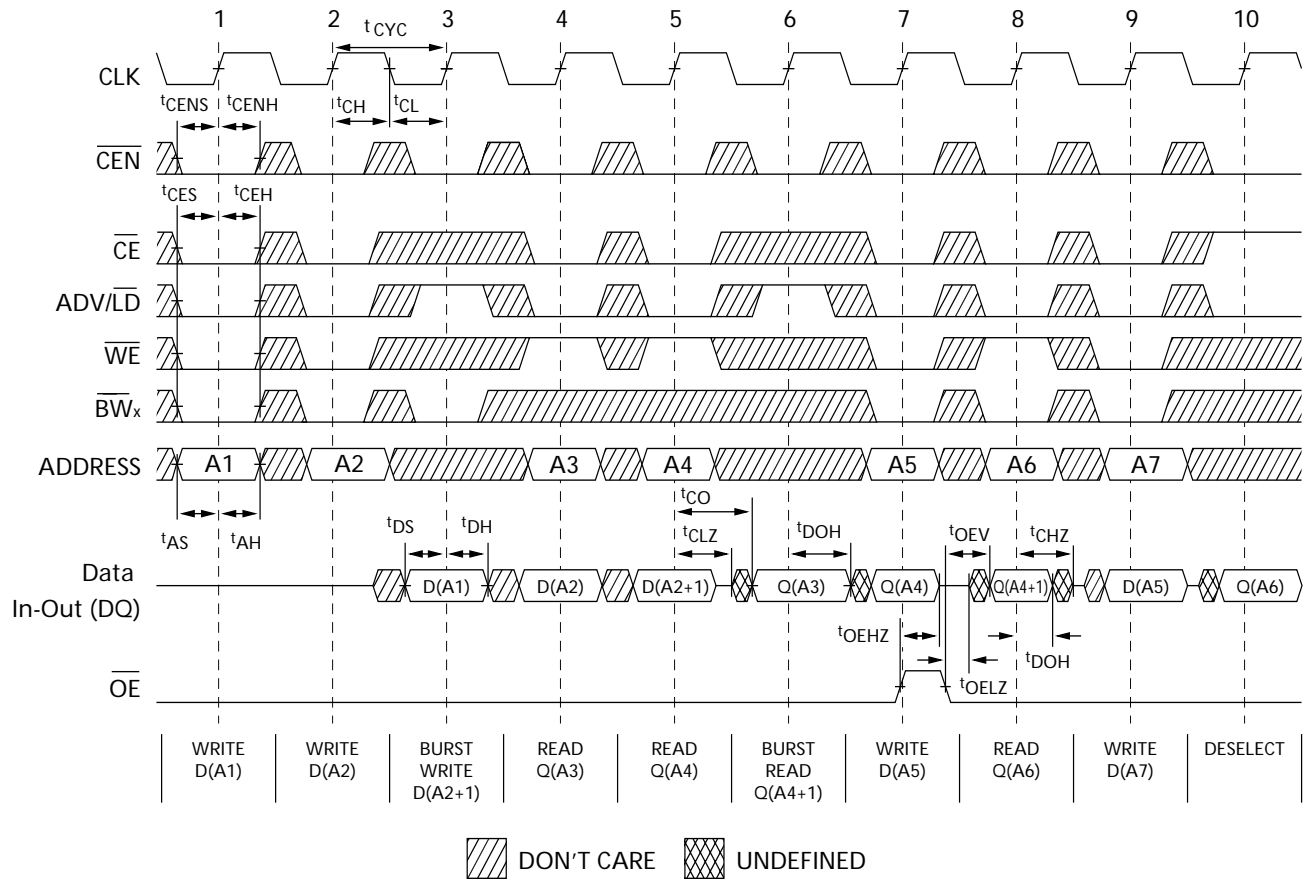 1 2 3 4 5 6 7 8 9 10
tCYC
CLK
tCENS tCENH tCH tCL
CEN
tCES tCEH
CE
ADV/LD
WE
BWx
ADDRESS A1 A2 A3 A4 A5 A6 A7
tCO
tAS tAH tDS tDH tCLZ tDOH tOEV tCHZ
Data
In-Out (DQ)
D(A1) D(A2) D(A2+1) Q(A3) Q(A4) Q(A4+1) D(A5) Q(A6)
tOEHZ tDOH
tOELZ
OE
WRITE
D(A1)
WRITE
D(A2)
BURST
WRITE
D(A2+1)
READ
Q(A3)
READ
Q(A4)
BURST
READ
Q(A4+1)
WRITE
D(A5)
READ
Q(A6)
WRITE
D(A7)
DESELECT
DON'T CARE
UNDEFINED